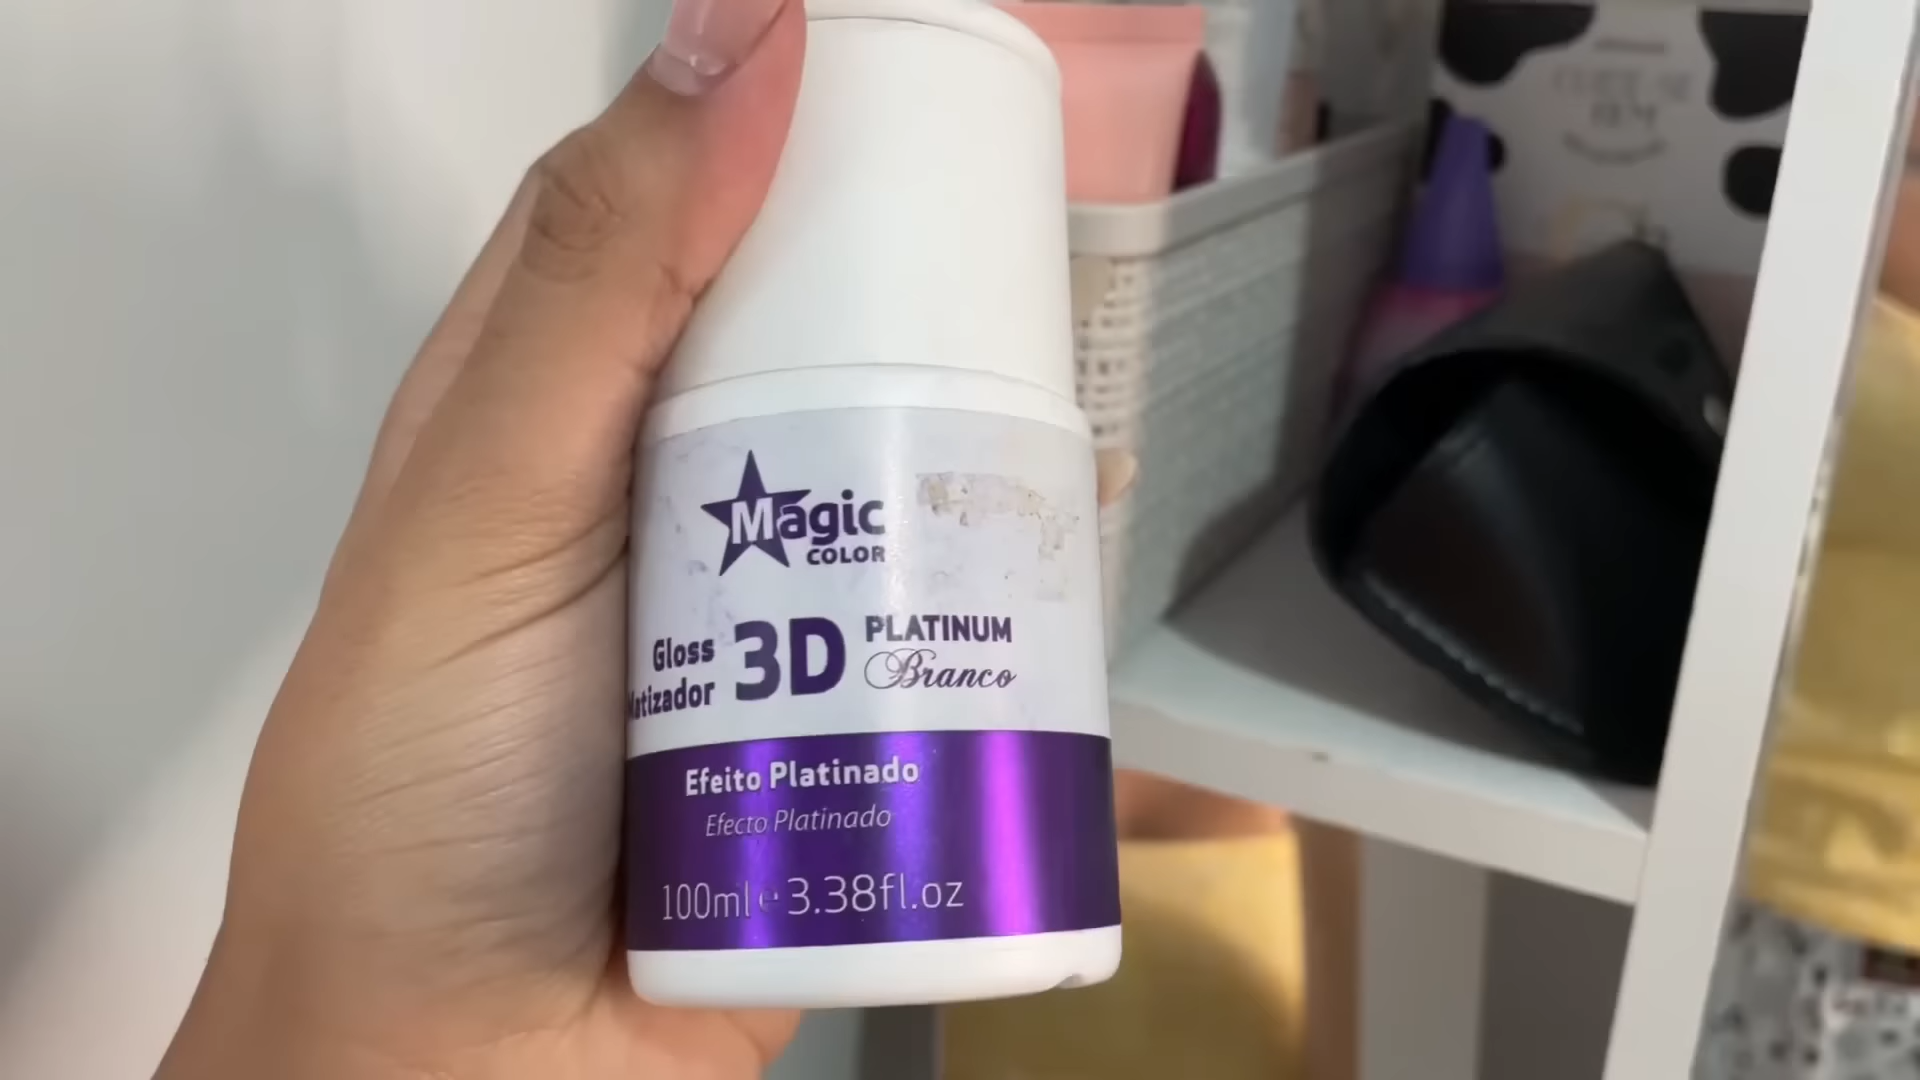 Magic
COLOR
Gloss
Matizador
3D
PLATINUM
Branco
Efeito Platinado
Efecto Platinado
100ml e 3.38fl.oz